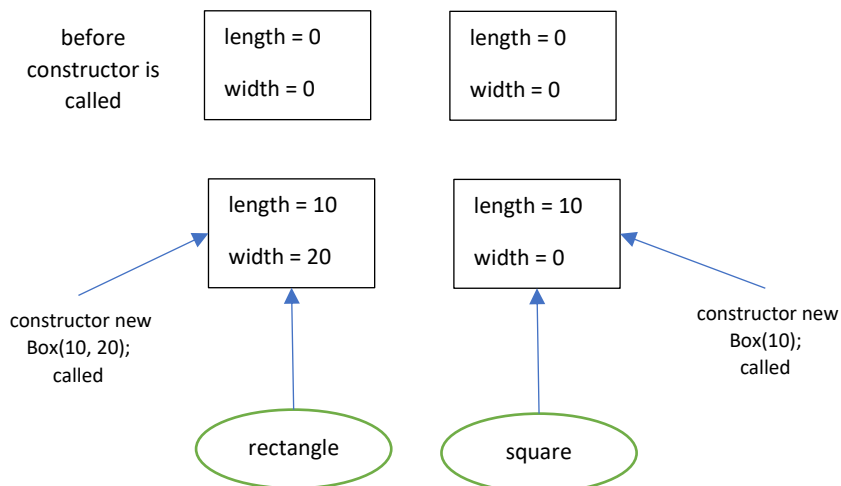 before
constructor is
called
length = 0
width = 0
length = 0
width = 0
length = 10
width = 20
length = 10
width = 0
constructor new
Box(10, 20);
called
constructor new
Box(10);
called
rectangle
square